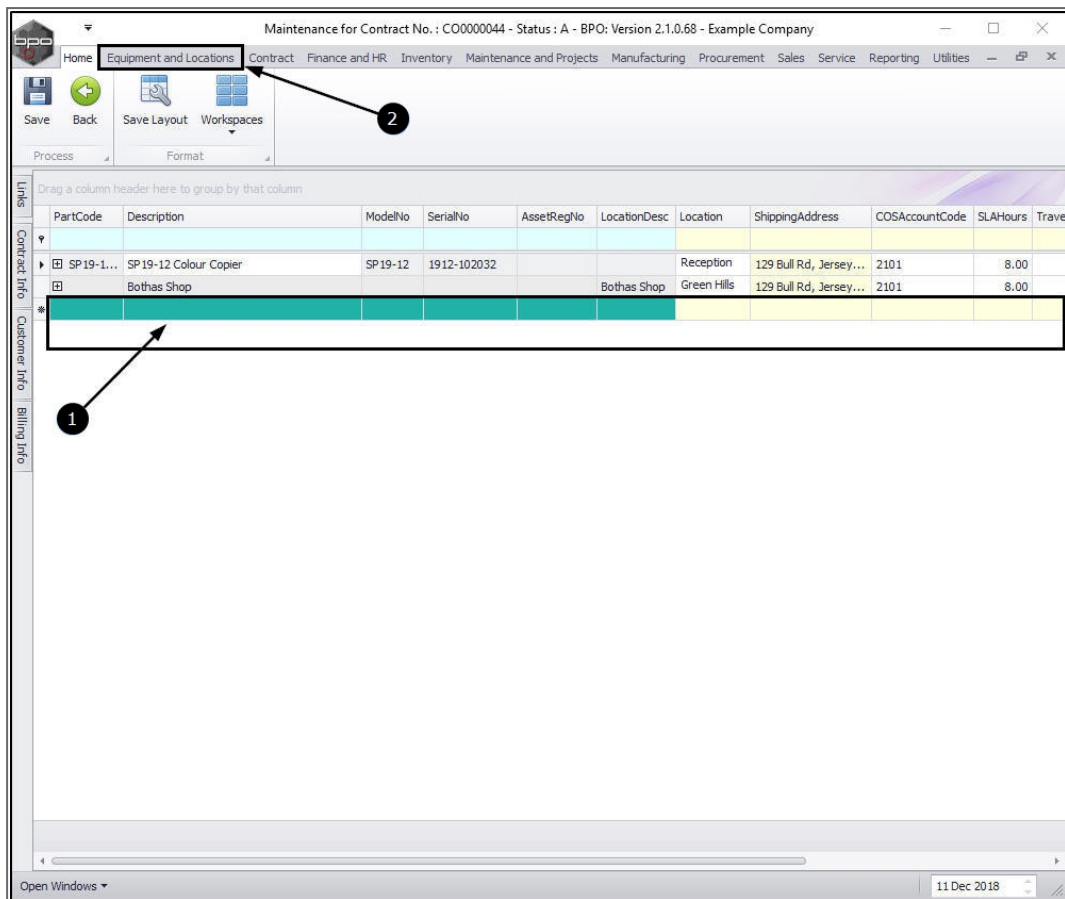 Maintenance for Contract No. : CO0000044 - Status : A - BPO: Version 2.1.0.68 - Example Company
bpo
Home Equipment and Locations Contract Finance and HR Inventory Maintenance and Projects Manufacturing Procurement Sales Service Reporting Utilities
Save Back Save Layout Workspaces
2
Process Format
Links
Contract Info
Customer Info
Billing Info
Drag a column header here to group by that column
PartCode Description ModelNo SerialNo AssetRegNo LocationDesc Location ShippingAddress COSAccountCode SLAHours Trave
SP19-1... SP19-12 Colour Copier SP19-12 1912-102032 Reception 129 Bull Rd, Jersey... 2101 8.00
Bothas Shop Bothas Shop Green Hills 129 Bull Rd, Jersey... 2101 8.00
1
Open Windows 11 Dec 2018